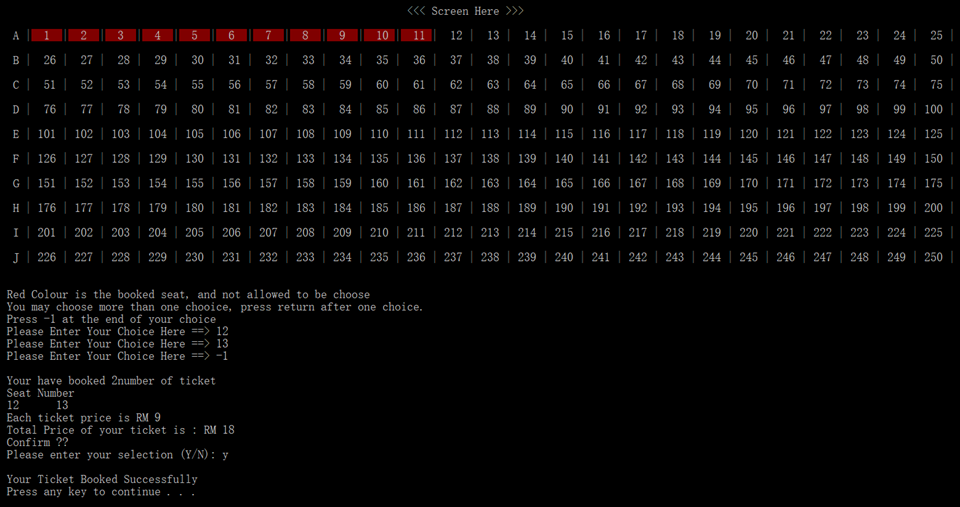 <<< Screen Here >>>
A | 1 | 2 | 3 | 4 | 5 | 6 | 7 | 8 | 9 | 10 | 11 | 12 | 13 | 14 | 15 | 16 | 17 | 18 | 19 | 20 | 21 | 22 | 23 | 24 | 25
B | 26 | 27 | 28 | 29 | 30 | 31 | 32 | 33 | 34 | 35 | 36 | 37 | 38 | 39 | 40 | 41 | 42 | 43 | 44 | 45 | 46 | 47 | 48 | 49 | 50
C | 51 | 52 | 53 | 54 | 55 | 56 | 57 | 58 | 59 | 60 | 61 | 62 | 63 | 64 | 65 | 66 | 67 | 68 | 69 | 70 | 71 | 72 | 73 | 74 | 75
D | 76 | 77 | 78 | 79 | 80 | 81 | 82 | 83 | 84 | 85 | 86 | 87 | 88 | 89 | 90 | 91 | 92 | 93 | 94 | 95 | 96 | 97 | 98 | 99 | 100
E | 101 | 102 | 103 | 104 | 105 | 106 | 107 | 108 | 109 | 110 | 111 | 112 | 113 | 114 | 115 | 116 | 117 | 118 | 119 | 120 | 121 | 122 | 123 | 124 | 125
F | 126 | 127 | 128 | 129 | 130 | 131 | 132 | 133 | 134 | 135 | 136 | 137 | 138 | 139 | 140 | 141 | 142 | 143 | 144 | 145 | 146 | 147 | 148 | 149 | 150
G | 151 | 152 | 153 | 154 | 155 | 156 | 157 | 158 | 159 | 160 | 161 | 162 | 163 | 164 | 165 | 166 | 167 | 168 | 169 | 170 | 171 | 172 | 173 | 174 | 175
H | 176 | 177 | 178 | 179 | 180 | 181 | 182 | 183 | 184 | 185 | 186 | 187 | 188 | 189 | 190 | 191 | 192 | 193 | 194 | 195 | 196 | 197 | 198 | 199 | 200
I | 201 | 202 | 203 | 204 | 205 | 206 | 207 | 208 | 209 | 210 | 211 | 212 | 213 | 214 | 215 | 216 | 217 | 218 | 219 | 220 | 221 | 222 | 223 | 224 | 225
J | 226 | 227 | 228 | 229 | 230 | 231 | 232 | 233 | 234 | 235 | 236 | 237 | 238 | 239 | 240 | 241 | 242 | 243 | 244 | 245 | 246 | 247 | 248 | 249 | 250
Red Colour is the booked seat, and not allowed to be choose
You may choose more than one chooice, press return after one choice.
Press -1 at the end of your choice
Please Enter Your Choice Here ==> 12
Please Enter Your Choice Here ==> 13
Please Enter Your Choice Here ==> -1
Your have booked 2number of ticket
Seat Number
12 13
Each ticket price is RM 9
Total Price of your ticket is : RM 18
Confirm ??
Please enter your selection (Y/N): y
Your Ticket Booked Successfully
Press any key to continue . . .